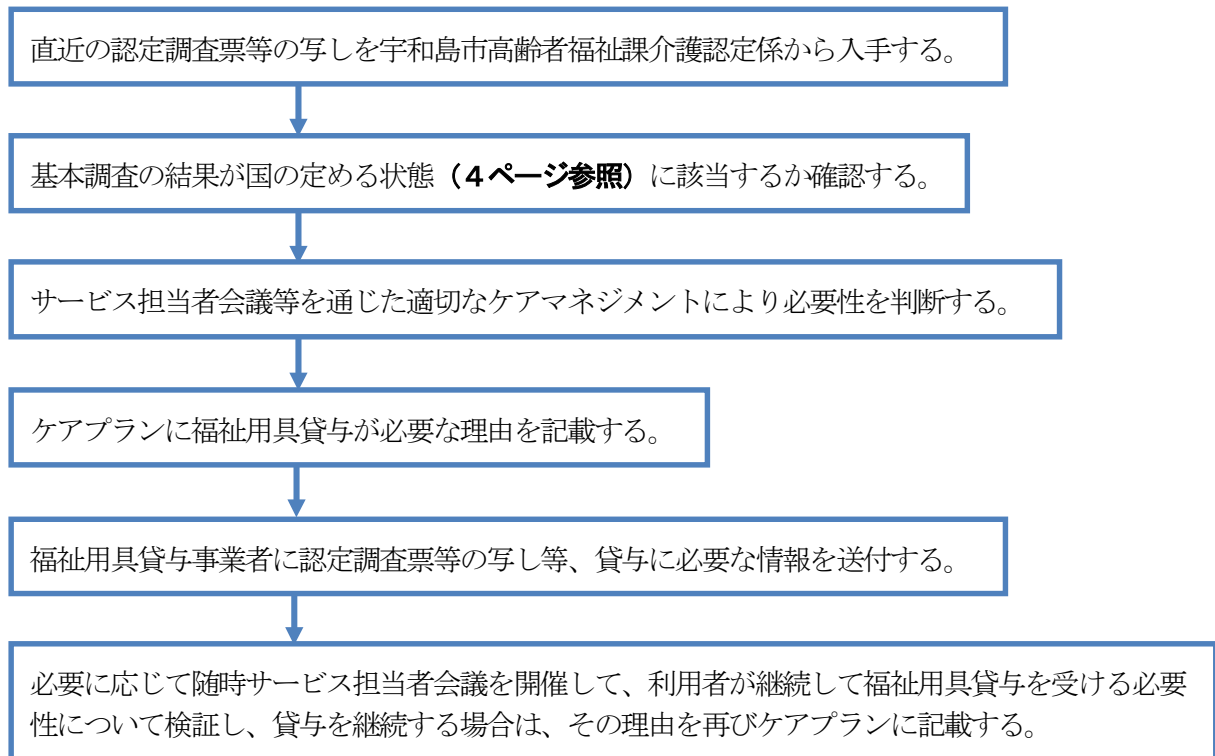 直近の認定調査票等の写しを宇和島市高齢者福祉課介護認定係から入手する。
基本調査の結果が国の定める状態（４ページ参照）に該当するか確認する。
サービス担当者会議等を通じた適切なケアマネジメントにより必要性を判断する。
ケアプランに福祉用具貸与が必要な理由を記載する。
福祉用具貸与事業者に認定調査票等の写し等、貸与に必要な情報を送付する。
必要に応じて随時サービス担当者会議を開催して、利用者が継続して福祉用具貸与を受ける必要
性について検証し、貸与を継続する場合は、その理由を再びケアプランに記載する。